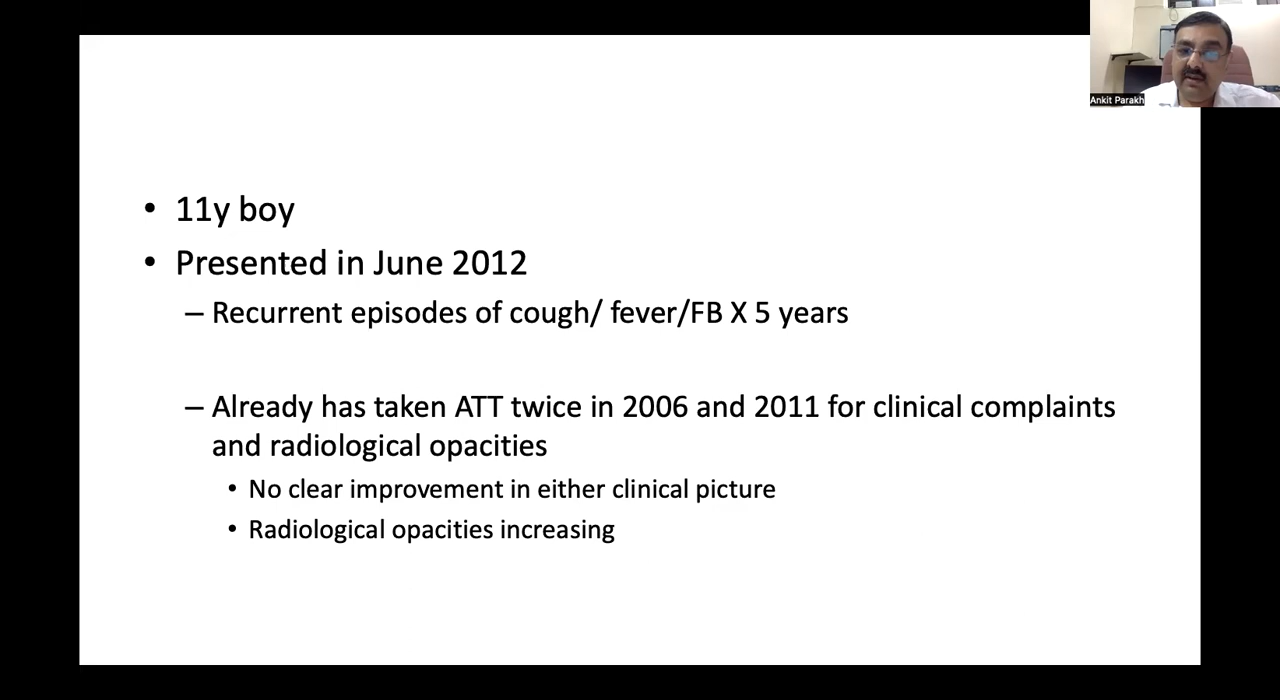 Ankit Parakh
• 11y boy
• Presented in June 2012
– Recurrent episodes of cough/ fever/FB X 5 years
– Already has taken ATT twice in 2006 and 2011 for clinical complaints
and radiological opacities
• No clear improvement in either clinical picture
• Radiological opacities increasing